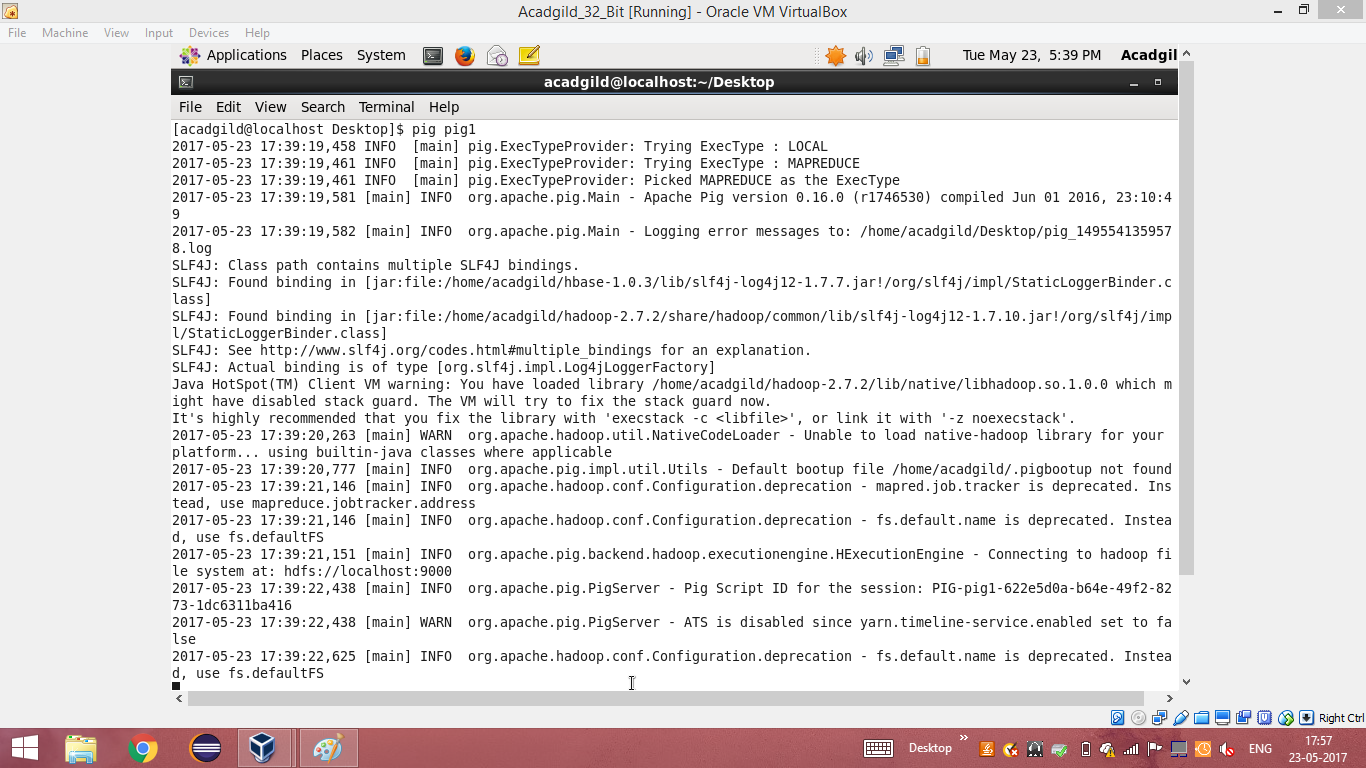 Acadgild_32_Bit [Running] - Oracle VM VirtualBox
File Machine View Input Devices Help
Applications Places System Tue May 23, 5:39 PM Acadgil
acadgild@localhost:~/Desktop
File Edit View Search Terminal Help
[acadgild@localhost Desktop]$ pig pig1
2017-05-23 17:39:19,458 INFO  [main] pig.ExecTypeProvider: Trying ExecType : LOCAL
2017-05-23 17:39:19,461 INFO  [main] pig.ExecTypeProvider: Trying ExecType : MAPREDUCE
2017-05-23 17:39:19,461 INFO  [main] pig.ExecTypeProvider: Picked MAPREDUCE as the ExecType
2017-05-23 17:39:19,581 [main] INFO  org.apache.pig.Main - Apache Pig version 0.16.0 (r1746530) compiled Jun 01 2016, 23:10:4
9
2017-05-23 17:39:19,582 [main] INFO  org.apache.pig.Main - Logging error messages to: /home/acadgild/Desktop/pig_149554135957
8.log
SLF4J: Class path contains multiple SLF4J bindings.
SLF4J: Found binding in [jar:file:/home/acadgild/hbase-1.0.3/lib/slf4j-log4j12-1.7.7.jar!/org/slf4j/impl/StaticLoggerBinder.c
lass]
SLF4J: Found binding in [jar:file:/home/acadgild/hadoop-2.7.2/share/hadoop/common/lib/slf4j-log4j12-1.7.10.jar!/org/slf4j/imp
l/StaticLoggerBinder.class]
SLF4J: See http://www.slf4j.org/codes.html#multiple_bindings for an explanation.
SLF4J: Actual binding is of type [org.slf4j.impl.Log4jLoggerFactory]
Java HotSpot(TM) Client VM warning: You have loaded library /home/acadgild/hadoop-2.7.2/lib/native/libhadoop.so.1.0.0 which m
ight have disabled stack guard. The VM will try to fix the stack guard now.
It's highly recommended that you fix the library with 'execstack -c <libfile>', or link it with '-z noexecstack'.
2017-05-23 17:39:20,263 [main] WARN  org.apache.hadoop.util.NativeCodeLoader - Unable to load native-hadoop library for your
platform... using builtin-java classes where applicable
2017-05-23 17:39:20,777 [main] INFO  org.apache.pig.impl.util.Utils - Default bootup file /home/acadgild/.pigbootup not found
2017-05-23 17:39:21,146 [main] INFO  org.apache.hadoop.conf.Configuration.deprecation - mapred.job.tracker is deprecated. Ins
tead, use mapreduce.jobtracker.address
2017-05-23 17:39:21,146 [main] INFO  org.apache.hadoop.conf.Configuration.deprecation - fs.default.name is deprecated. Instea
d, use fs.defaultFS
2017-05-23 17:39:21,151 [main] INFO  org.apache.pig.backend.hadoop.executionengine.HExecutionEngine - Connecting to hadoop fi
le system at: hdfs://localhost:9000
2017-05-23 17:39:22,438 [main] INFO  org.apache.pig.PigServer - Pig Script ID for the session: PIG-pig1-622e5d0a-b64e-49f2-82
73-1dc6311ba416
2017-05-23 17:39:22,438 [main] WARN  org.apache.pig.PigServer - ATS is disabled since yarn.timeline-service.enabled set to fa
lse
2017-05-23 17:39:22,625 [main] INFO  org.apache.hadoop.conf.Configuration.deprecation - fs.default.name is deprecated. Instea
d, use fs.defaultFS
Right Ctrl
Desktop ENG 17:57
23-05-2017